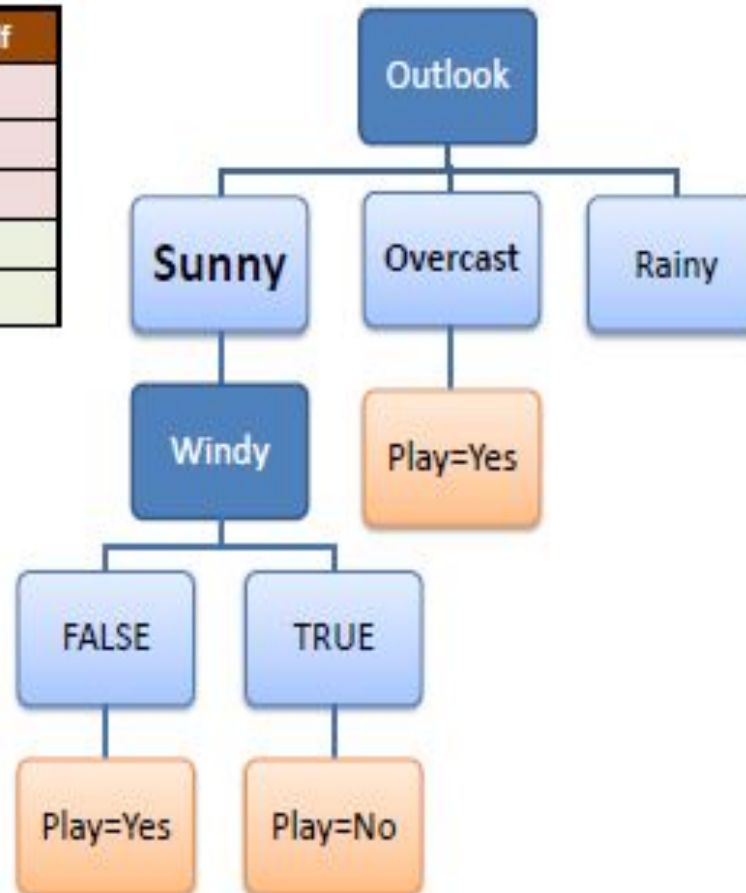 f
Outlook
Sunny
Overcast
Rainy
Windy
Play=Yes
FALSE
TRUE
Play=Yes
Play=No